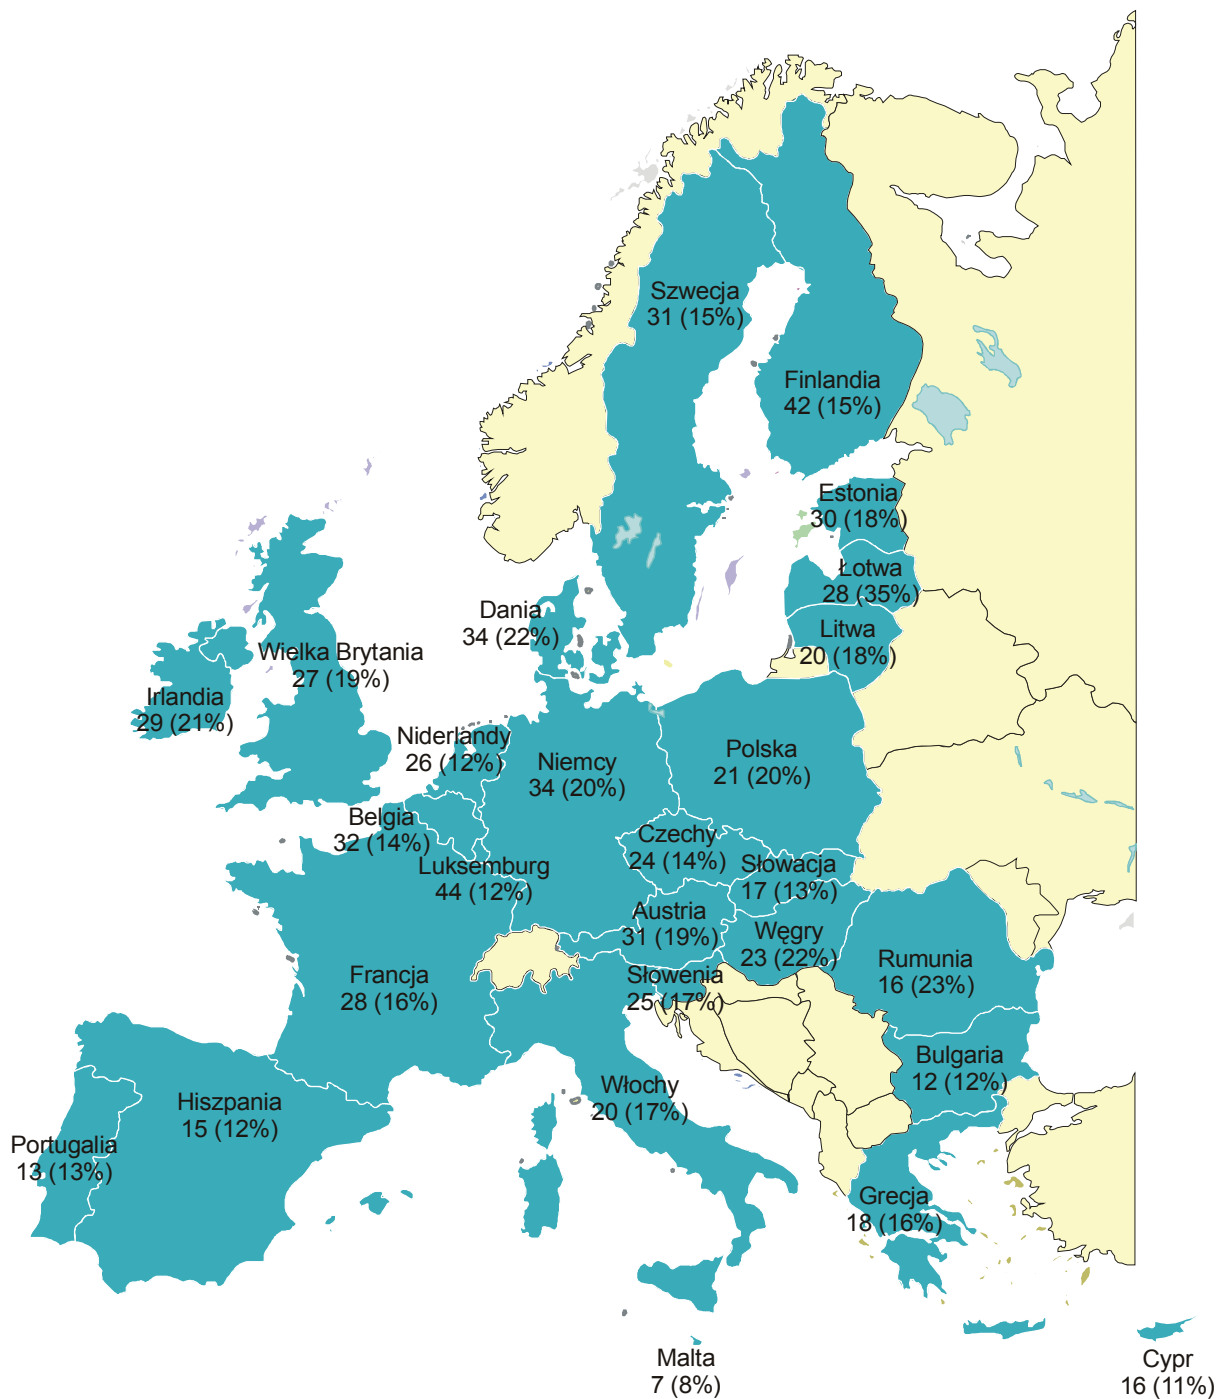 Szwecja
31 (15%)
Finlandia
42 (15%)
Estonia
30 (18%)
Łotwa
28 (35%)
Dania
34 (22%)
Litwa
20 (18%)
Wielka Brytania
27 (19%)
Irlandia
29 (21%)
Niderlandy
26 (12%)
Niemcy
34 (20%)
Polska
21 (20%)
Belgia
32 (14%)
Czechy
24 (14%)
Luksemburg
44 (12%)
Słowacja
17 (13%)
Austria
31 (19%)
Węgry
23 (22%)
Rumunia
16 (23%)
Francja
28 (16%)
Słowenia
25 (17%)
Bulgaria
12 (12%)
Włochy
20 (17%)
Hiszpania
15 (12%)
Portugalia
13 (13%)
Grecja
18 (16%)
Malta
7 (8%)
Cypr
16 (11%)